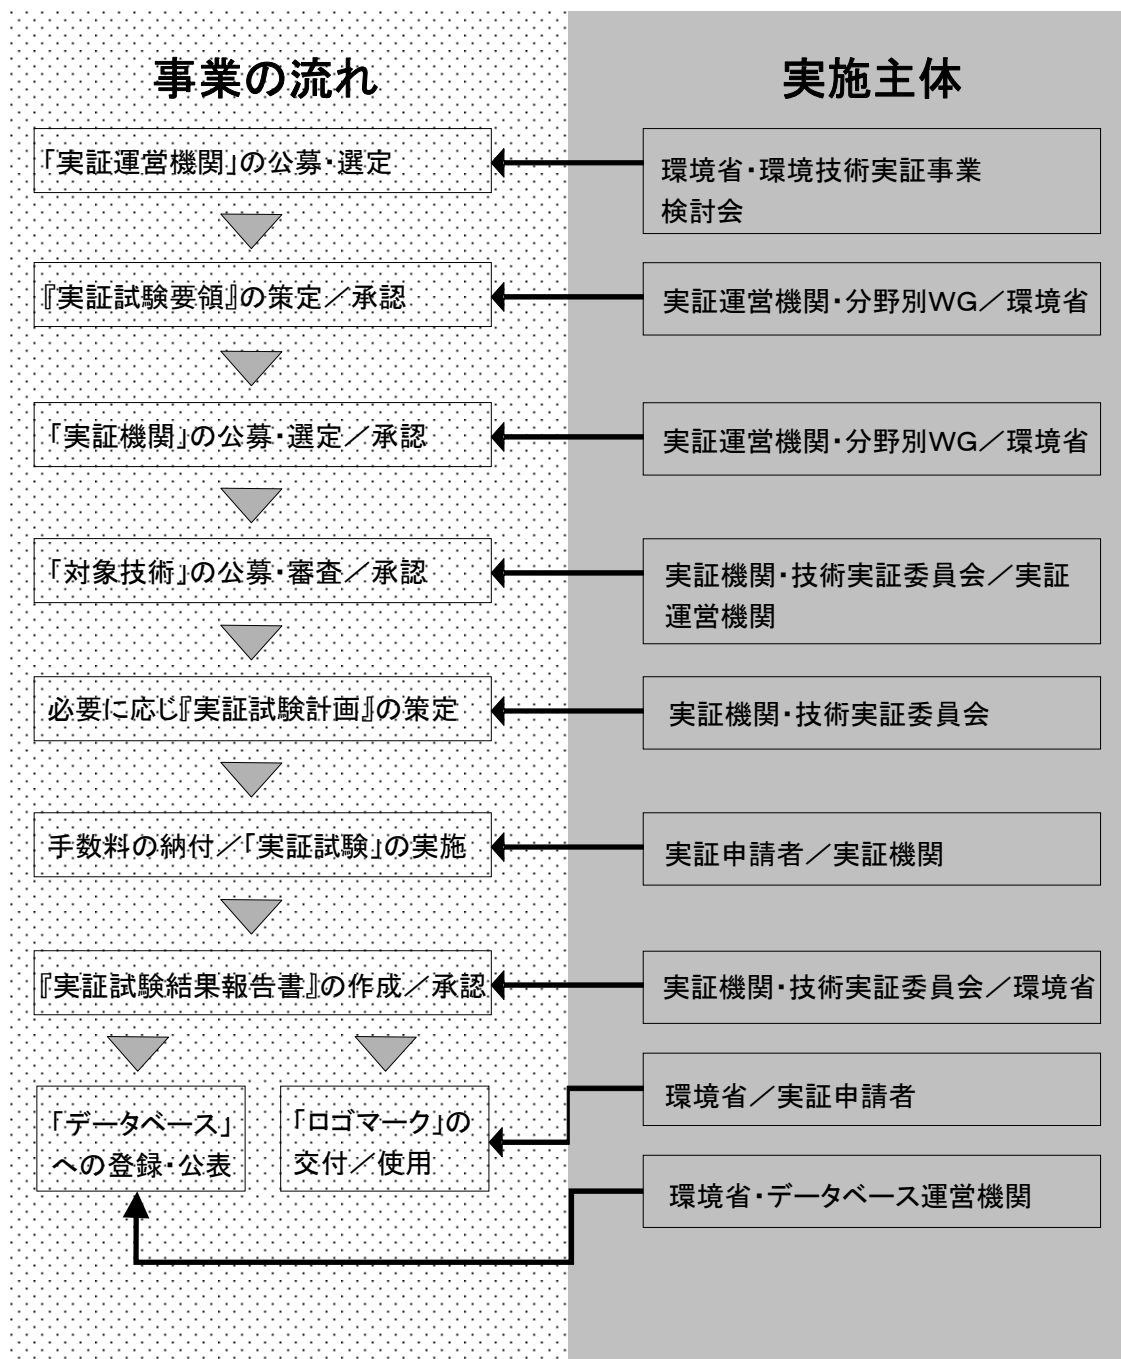 事業の流れ
実施主体
「実証運営機関」の公募・選定
環境省・環境技術実証事業
検討会
『実証試験要領』の策定／承認
実証運営機関・分野別WG／環境省
「実証機関」の公募・選定／承認
実証運営機関・分野別WG／環境省
「対象技術」の公募・審査／承認
実証機関・技術実証委員会／実証
運営機関
必要に応じ『実証試験計画』の策定
実証機関・技術実証委員会
手数料の納付／「実証試験」の実施
実証申請者／実証機関
『実証試験結果報告書』の作成／承認
実証機関・技術実証委員会／環境省
「データベース」
への登録・公表
「ロゴマーク」の
交付／使用
環境省／実証申請者
環境省・データベース運営機関